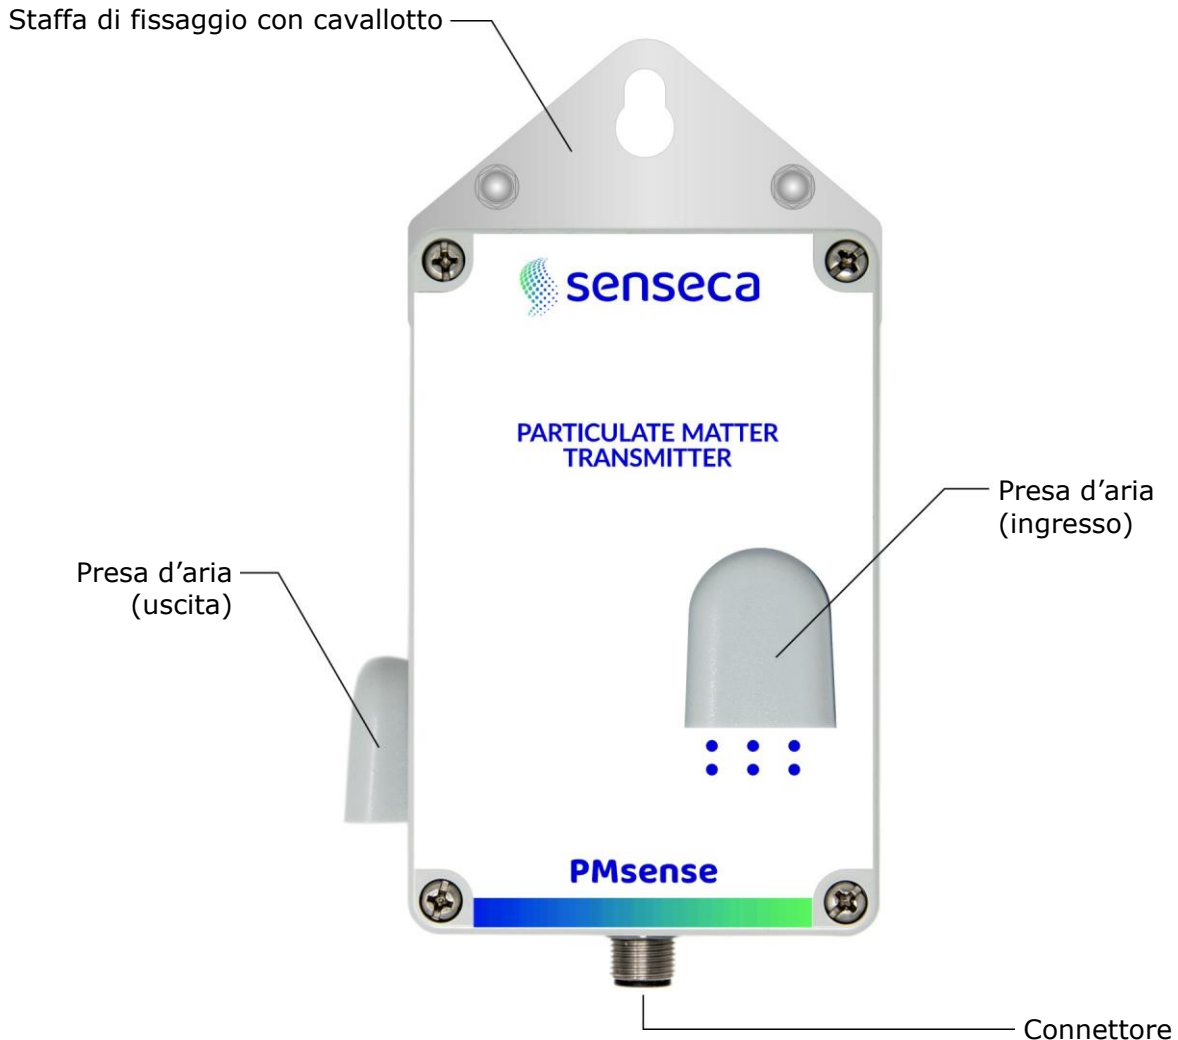 Staffa di fissaggio con cavallotto
senseca
PARTICULATE MATTER
TRANSMITTER
Presa d’aria
(ingresso)
Presa d’aria
(uscita)
PMsense
Connettore